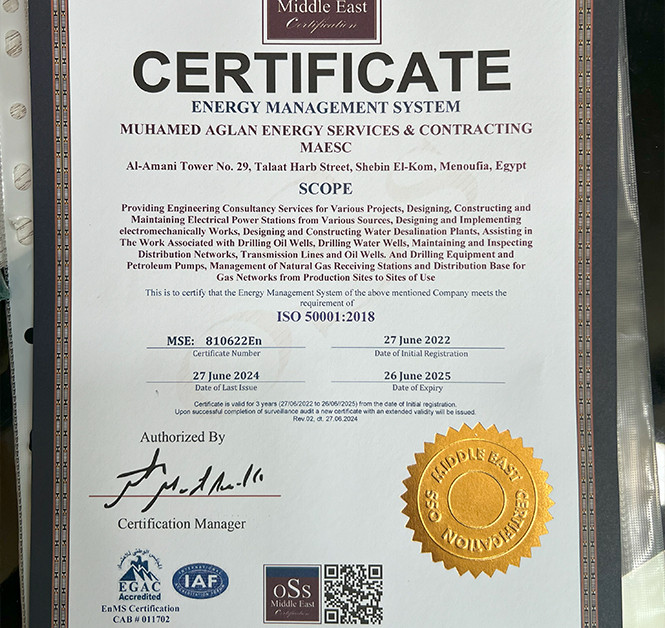 Middle East
Certification
CERTIFICATE
ENERGY MANAGEMENT SYSTEM
MUHAMED AGLAN ENERGY SERVICES & CONTRACTING
MAESC
Al-Amani Tower No. 29, Talaat Harb Street, Shebin El-Kom, Menoufia, Egypt
SCOPE
Providing Engineering Consultancy Services for Various Projects, Designing, Constructing and
Maintaining Electrical Power Stations from Various Sources, Designing and Implementing
electromechanically Works, Designing and Constructing Water Desalination Plants, Assisting in
The Work Associated with Drilling Oil Wells, Drilling Water Wells, Maintaining and Inspecting
Distribution Networks, Transmission Lines and Oil Wells. And Drilling Equipment and
Petroleum Pumps, Management of Natural Gas Receiving Stations and Distribution Base for
Gas Networks from Production Sites to Sites of Use
This is to certify that the Energy Management System of the above mentioned Company meets the
requirement of
ISO 50001:2018
MSE: 810622En
Certificate Number
27 June 2022
Date of Initial Registration
27 June 2024
Date of Last Issue
26 June 2025
Date of Expiry
Certificate is valid for 3 years (27/06/2022 to 26/06//2025) from the date of Initial registration.
Upon successful completion of surveillance audit a new certificate with an extended validity will be issued.
Rev.02, dt. 27.06.2024
Authorized By
Certification Manager
MIDDLE EAST
OSS CERTIFICATION
EGAC
Accredited
EnMS Certification
CAB # 011702
IAF
oSs
Middle East
Certification